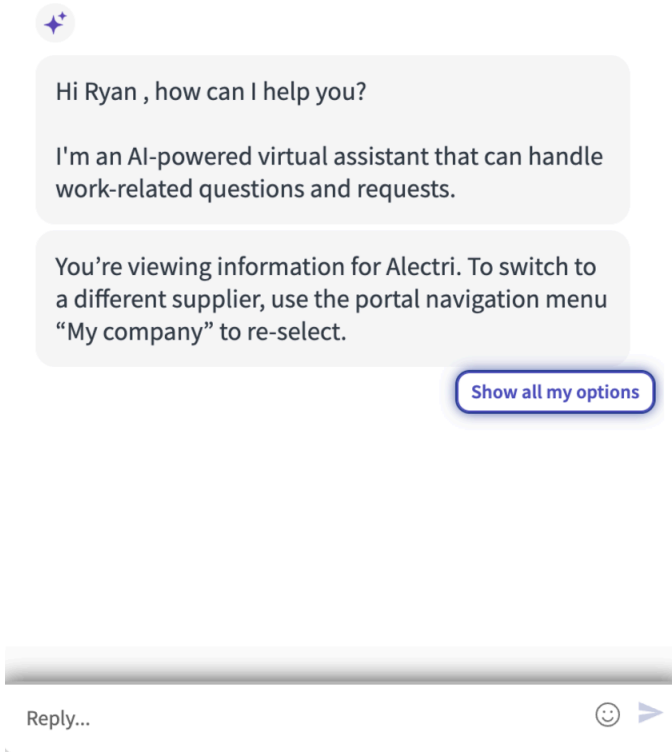 Hi Ryan , how can I help you?
I'm an AI-powered virtual assistant that can handle
work-related questions and requests.
You’re viewing information for Alectri. To switch to
a different supplier, use the portal navigation menu
“My company” to re-select.
Show all my options
Reply...